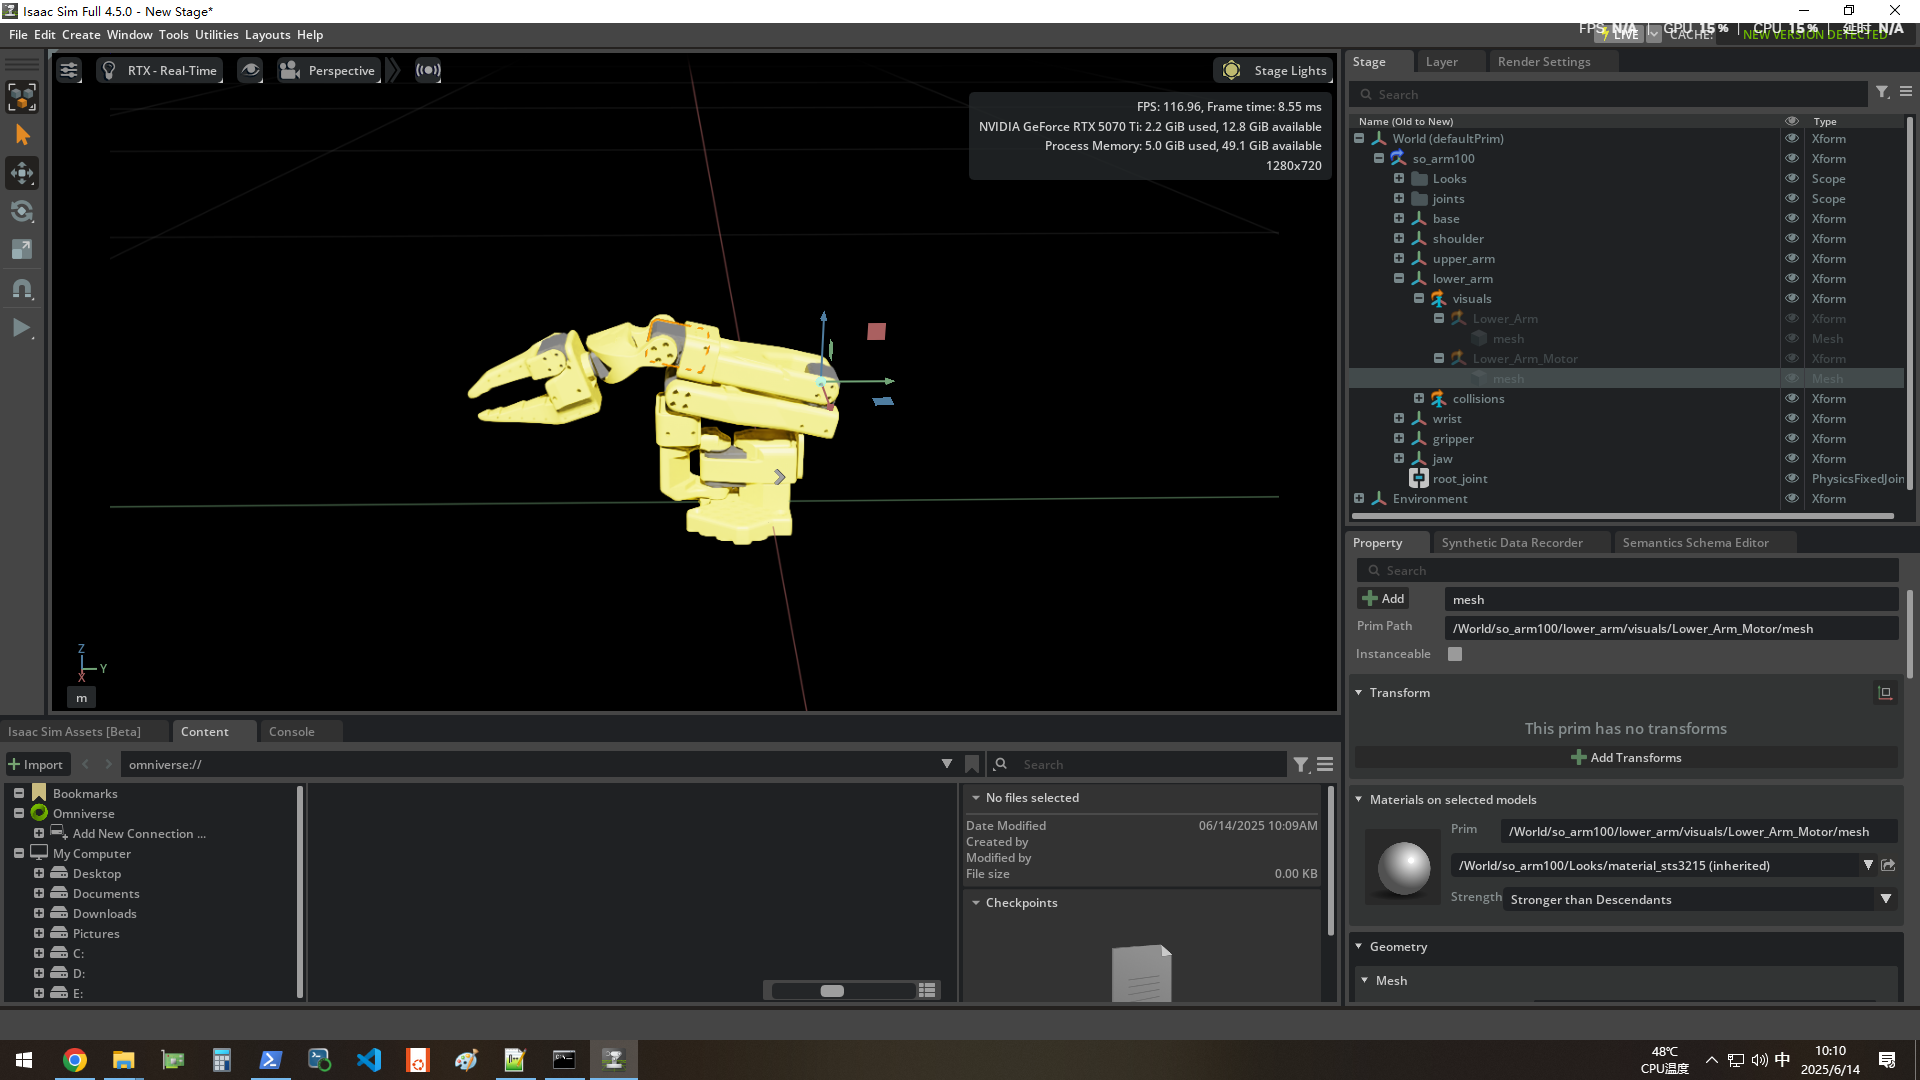 Isaac Sim Full 4.5.0 - New Stage*
File Edit Create Window Tools Utilities Layouts Help
FPS N/A GPU 15% CPU 15% 延时 N/A
LIVE CACHE: NEW VERSION DETECTED
RTX - Real-Time
Perspective
Stage Lights
FPS: 116.96, Frame time: 8.55 ms
NVIDIA GeForce RTX 5070 Ti: 2.2 GiB used, 12.8 GiB available
Process Memory: 5.0 GiB used, 49.1 GiB available
1280x720
Z
Y
X
m
Stage Layer Render Settings
Search
Name (Old to New) Type
World (defaultPrim) Xform
so_arm100 Xform
Looks Scope
joints Scope
base Xform
shoulder Xform
upper_arm Xform
lower_arm Xform
visuals Xform
Lower_Arm Xform
mesh Mesh
Lower_Arm_Motor Xform
mesh Mesh
collisions Xform
wrist Xform
gripper Xform
jaw Xform
root_joint PhysicsFixedJoin
Environment Xform
Property Synthetic Data Recorder Semantics Schema Editor
Search
Add mesh
Prim Path /World/so_arm100/lower_arm/visuals/Lower_Arm_Motor/mesh
Instanceable
Transform
This prim has no transforms
Add Transforms
Materials on selected models
Prim /World/so_arm100/lower_arm/visuals/Lower_Arm_Motor/mesh
/World/so_arm100/Looks/material_sts3215 (inherited)
Strength Stronger than Descendants
Geometry
Mesh
Isaac Sim Assets [Beta] Content Console
Import omniverse:// Search
Bookmarks
Omniverse
Add New Connection ...
My Computer
Desktop
Documents
Downloads
Pictures
C:
D:
E:
No files selected
Date Modified 06/14/2025 10:09AM
Created by
Modified by
File size 0.00 KB
Checkpoints
48℃
CPU温度
中
10:10
2025/6/14